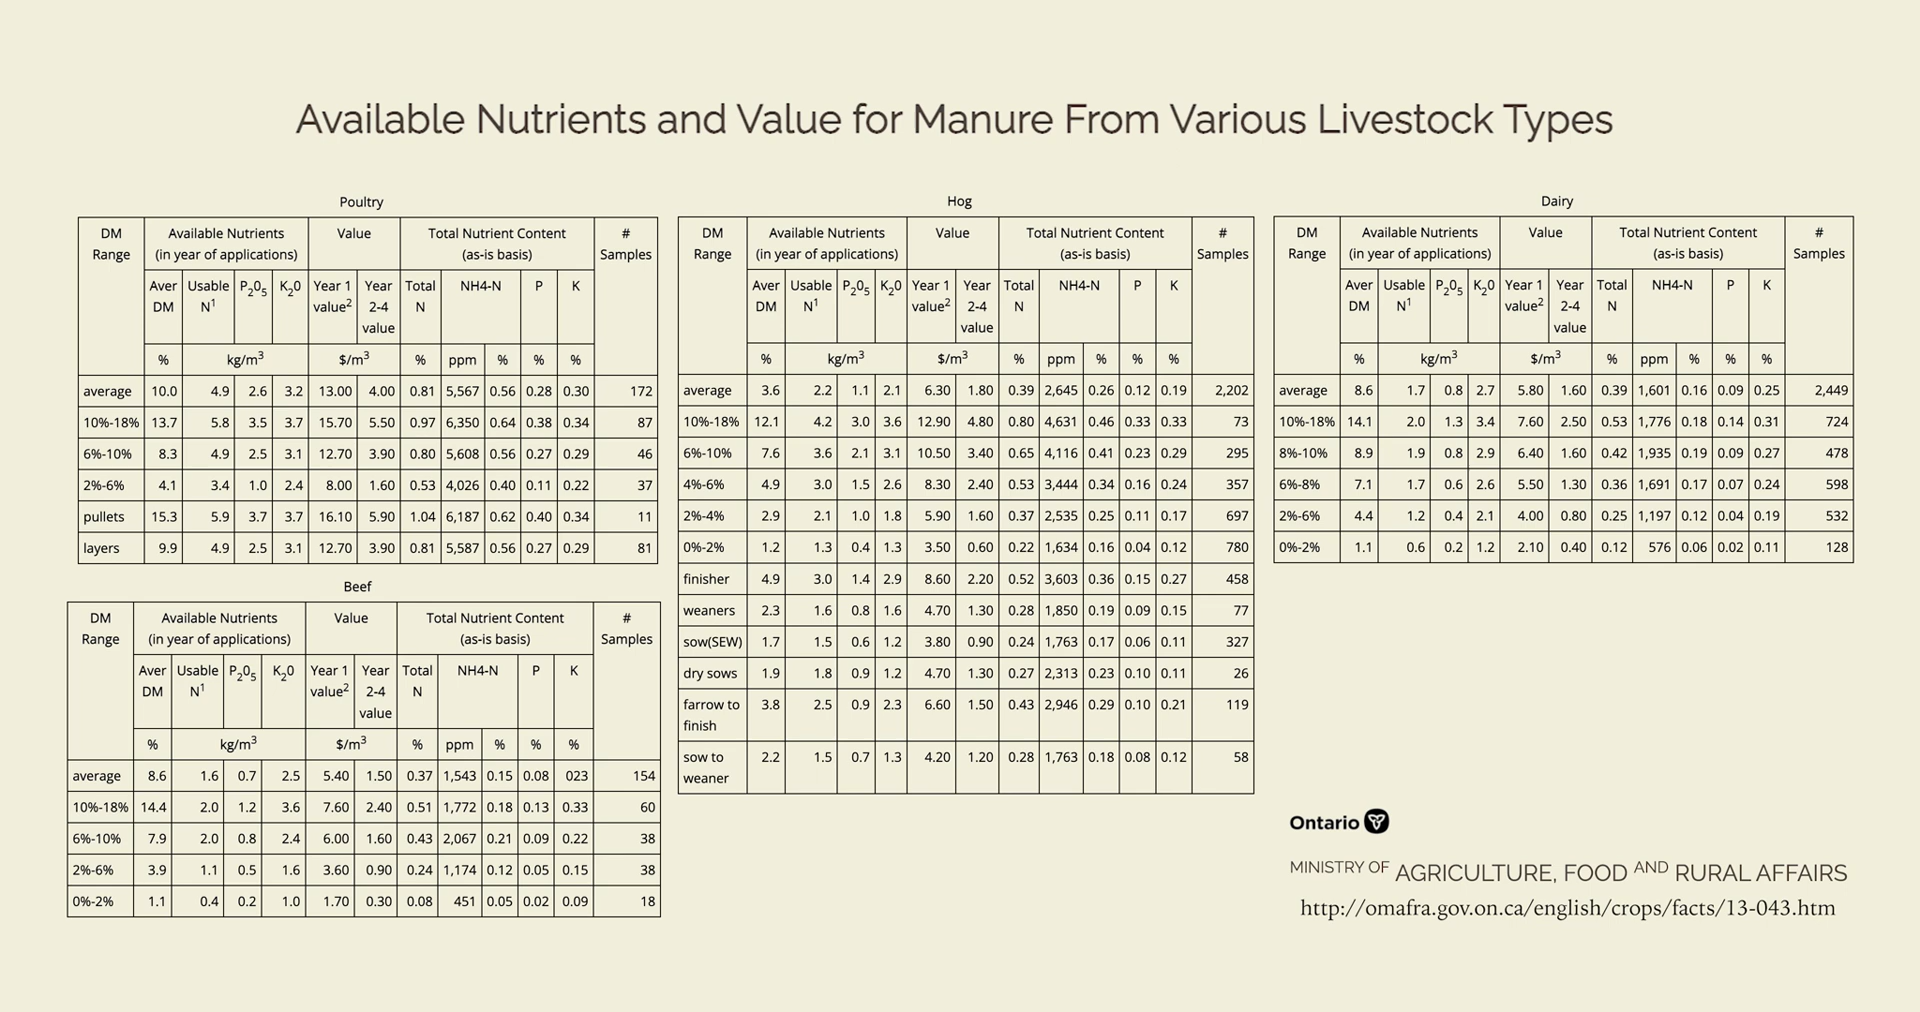 Available Nutrients and Value for Manure From Various Livestock Types
Poultry
DM Range | Available Nutrients (in year of applications) | Value | Total Nutrient Content (as-is basis) | # Samples
Aver DM | Usable N¹ | P₂0₅ | K₂0 | Year 1 value² | Year 2-4 value | Total N | NH4-N | P | K
% | kg/m³ | $/m³ | % | ppm | % | % | %
average 10.0 4.9 2.6 3.2 13.00 4.00 0.81 5,567 0.56 0.28 0.30 172
10%-18% 13.7 5.8 3.5 3.7 15.70 5.50 0.97 6,350 0.64 0.38 0.34 87
6%-10% 8.3 4.9 2.5 3.1 12.70 3.90 0.80 5,608 0.56 0.27 0.29 46
2%-6% 4.1 3.4 1.0 2.4 8.00 1.60 0.53 4,026 0.40 0.11 0.22 37
pullets 15.3 5.9 3.7 3.7 16.10 5.90 1.04 6,187 0.62 0.40 0.34 11
layers 9.9 4.9 2.5 3.1 12.70 3.90 0.81 5,587 0.56 0.27 0.29 81
Beef
DM Range | Available Nutrients (in year of applications) | Value | Total Nutrient Content (as-is basis) | # Samples
Aver DM | Usable N¹ | P₂0₅ | K₂0 | Year 1 value² | Year 2-4 value | Total N | NH4-N | P | K
% | kg/m³ | $/m³ | % | ppm | % | % | %
average 8.6 1.6 0.7 2.5 5.40 1.50 0.37 1,543 0.15 0.08 023 154
10%-18% 14.4 2.0 1.2 3.6 7.60 2.40 0.51 1,772 0.18 0.13 0.33 60
6%-10% 7.9 2.0 0.8 2.4 6.00 1.60 0.43 2,067 0.21 0.09 0.22 38
2%-6% 3.9 1.1 0.5 1.6 3.60 0.90 0.24 1,174 0.12 0.05 0.15 38
0%-2% 1.1 0.4 0.2 1.0 1.70 0.30 0.08 451 0.05 0.02 0.09 18
Hog
DM Range | Available Nutrients (in year of applications) | Value | Total Nutrient Content (as-is basis) | # Samples
Aver DM | Usable N¹ | P₂0₅ | K₂0 | Year 1 value² | Year 2-4 value | Total N | NH4-N | P | K
% | kg/m³ | $/m³ | % | ppm | % | % | %
average 3.6 2.2 1.1 2.1 6.30 1.80 0.39 2,645 0.26 0.12 0.19 2,202
10%-18% 12.1 4.2 3.0 3.6 12.90 4.80 0.80 4,631 0.46 0.33 0.33 73
6%-10% 7.6 3.6 2.1 3.1 10.50 3.40 0.65 4,116 0.41 0.23 0.29 295
4%-6% 4.9 3.0 1.5 2.6 8.30 2.40 0.53 3,444 0.34 0.16 0.24 357
2%-4% 2.9 2.1 1.0 1.8 5.90 1.60 0.37 2,535 0.25 0.11 0.17 697
0%-2% 1.2 1.3 0.4 1.3 3.50 0.60 0.22 1,634 0.16 0.04 0.12 780
finisher 4.9 3.0 1.4 2.9 8.60 2.20 0.52 3,603 0.36 0.15 0.27 458
weaners 2.3 1.6 0.8 1.6 4.70 1.30 0.28 1,850 0.19 0.09 0.15 77
sow(SEW) 1.7 1.5 0.6 1.2 3.80 0.90 0.24 1,763 0.17 0.06 0.11 327
dry sows 1.9 1.8 0.9 1.2 4.70 1.30 0.27 2,313 0.23 0.10 0.11 26
farrow to finish 3.8 2.5 0.9 2.3 6.60 1.50 0.43 2,946 0.29 0.10 0.21 119
sow to weaner 2.2 1.5 0.7 1.3 4.20 1.20 0.28 1,763 0.18 0.08 0.12 58
Dairy
DM Range | Available Nutrients (in year of applications) | Value | Total Nutrient Content (as-is basis) | # Samples
Aver DM | Usable N¹ | P₂0₅ | K₂0 | Year 1 value² | Year 2-4 value | Total N | NH4-N | P | K
% | kg/m³ | $/m³ | % | ppm | % | % | %
average 8.6 1.7 0.8 2.7 5.80 1.60 0.39 1,601 0.16 0.09 0.25 2,449
10%-18% 14.1 2.0 1.3 3.4 7.60 2.50 0.53 1,776 0.18 0.14 0.31 724
8%-10% 8.9 1.9 0.8 2.9 6.40 1.60 0.42 1,935 0.19 0.09 0.27 478
6%-8% 7.1 1.7 0.6 2.6 5.50 1.30 0.36 1,691 0.17 0.07 0.24 598
2%-6% 4.4 1.2 0.4 2.1 4.00 0.80 0.25 1,197 0.12 0.04 0.19 532
0%-2% 1.1 0.6 0.2 1.2 2.10 0.40 0.12 576 0.06 0.02 0.11 128
Ontario
MINISTRY OF AGRICULTURE, FOOD AND RURAL AFFAIRS
http://omafra.gov.on.ca/english/crops/facts/13-043.htm